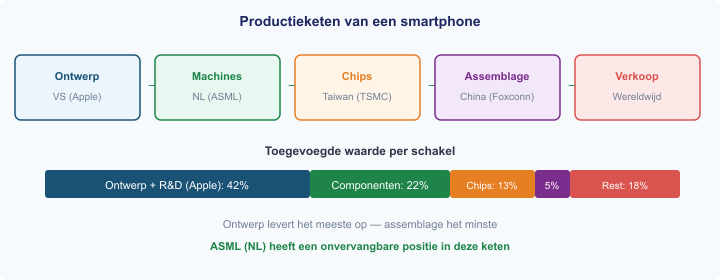 Productieketen van een smartphone
Ontwerp Machines Chips Assemblage Verkoop
VS (Apple) NL (ASML) Taiwan (TSMC) China (Foxconn) Wereldwijd
Toegevoegde waarde per schakel
Ontwerp + R&D (Apple): 42% Componenten: 22% Chips: 13% 5% Rest: 18%
Ontwerp levert het meeste op — assemblage het minste
ASML (NL) heeft een onvervangbare positie in deze keten